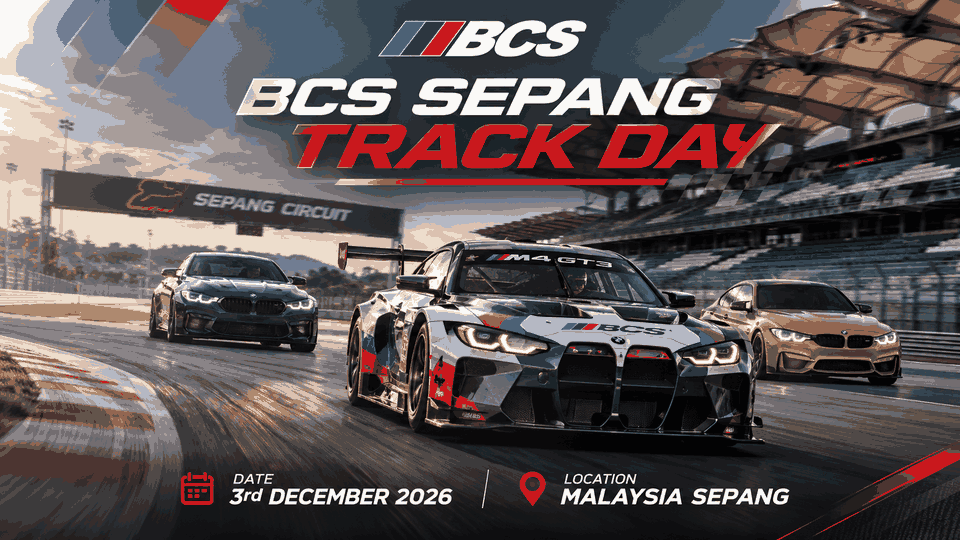 BCS
BCS SEPANG
TRACK DAY
SEPANG CIRCUIT
M4 GT3
BCS
DATE
3rd DECEMBER 2026
LOCATION
MALAYSIA SEPANG